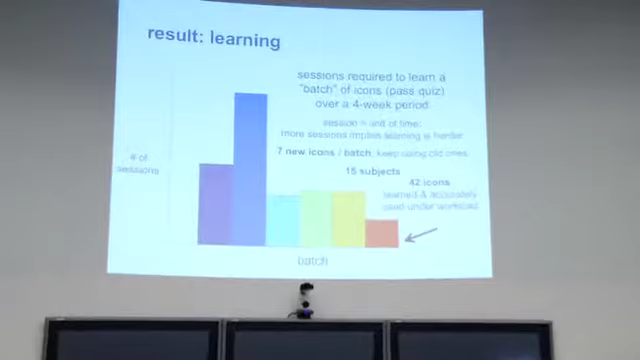 result: learning
sessions required to learn a
"batch" of icons (pass quiz)
over a 4-week period
session = unit of time:
more sessions implies learning is harder
7 new icons / batch, keep using old ones
15 subjects
42 icons
learned & accurately
used under workload
# of
sessions
batch